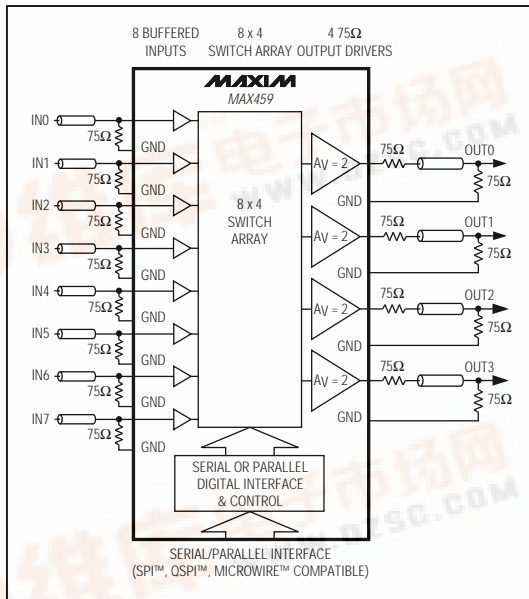 8 BUFFERED INPUTS
8 x 4 SWITCH ARRAY
4 75Ω OUTPUT DRIVERS
MAXIM
MAX459
IN0
75Ω
GND
IN1
75Ω
GND
IN2
75Ω
GND
IN3
75Ω
GND
IN4
75Ω
GND
IN5
75Ω
GND
IN6
75Ω
GND
IN7
75Ω
GND
8 x 4
SWITCH
ARRAY
AV = 2
75Ω
OUT0
75Ω
GND
AV = 2
75Ω
OUT1
75Ω
GND
AV = 2
75Ω
OUT2
75Ω
GND
AV = 2
75Ω
OUT3
75Ω
GND
SERIAL OR PARALLEL
DIGITAL INTERFACE
& CONTROL
SERIAL/PARALLEL INTERFACE
(SPI™, QSPI™, MICROWIRE™ COMPATIBLE)